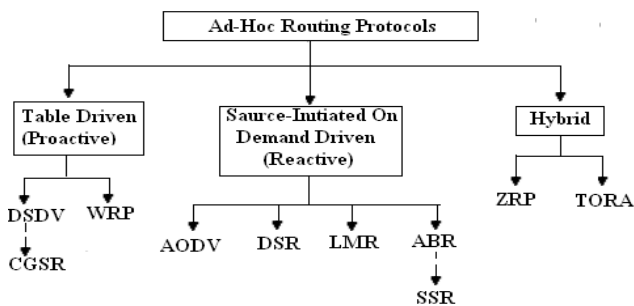 Ad-Hoc Routing Protocols
Table Driven
(Proactive)
Saurce-Initiated On
Demand Driven
(Reactive)
Hybrid
DSDV
WRP
CGSR
AODV
DSR
LMR
ABR
SSR
ZRP
TORA